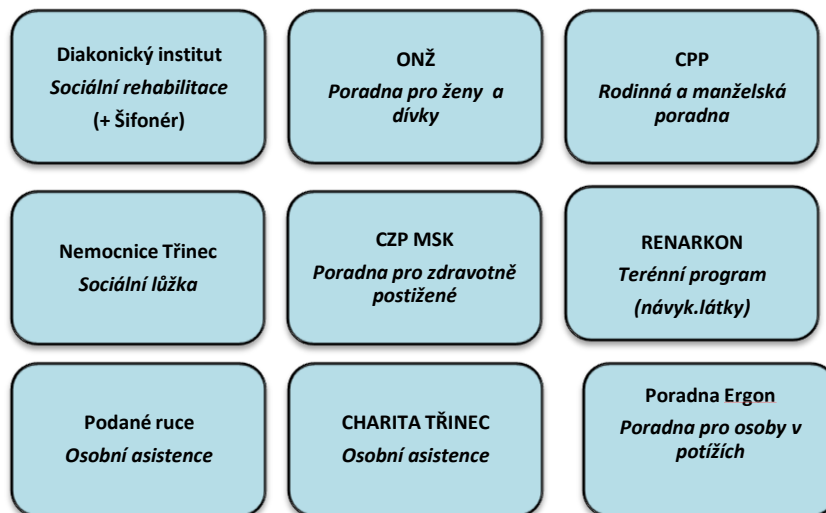 Diakonický institut
Sociální rehabilitace
(+ Šifonér)
ONŽ
Poradna pro ženy a
dívky
CPP
Rodinná a manželská
poradna
Nemocnice Třinec
Sociální lůžka
CZP MSK
Poradna pro zdravotně
postižené
RENARKON
Terénní program
(návyk.látky)
Podané ruce
Osobní asistence
CHARITA TŘINEC
Osobní asistence
Poradna Ergon
Poradna pro osoby v
potížích